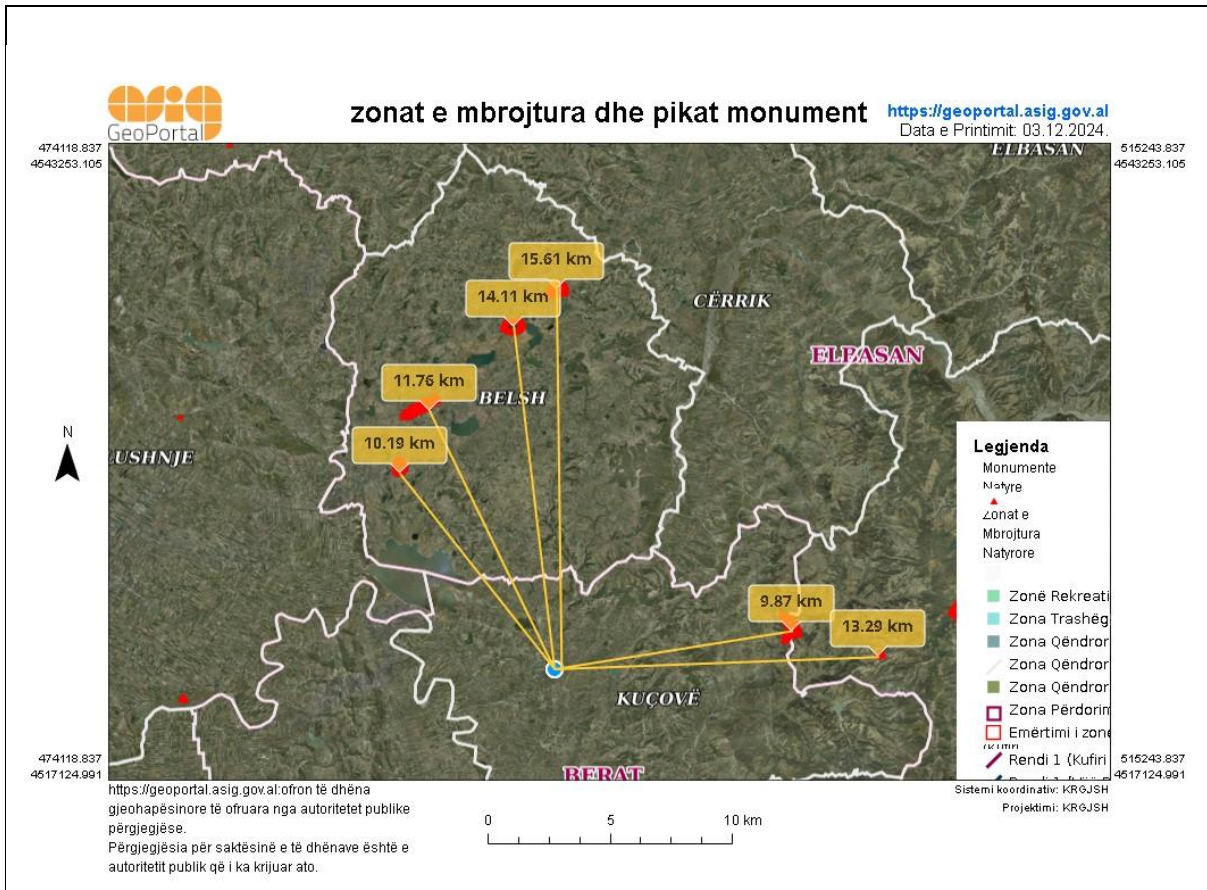 asig
GeoPortal
zonat e mbrojtura dhe pikat monument
https://geoportal.asig.gov.al
Data e Printimit: 03.12.2024.
474118.837
4543253.105
515243.837
4543253.105
ELBASAN
15.61 km
14.11 km
CËRRIK
ELBASAN
11.76 km
BELSH
10.19 km
LUSHNJE
N
9.87 km
13.29 km
KUÇOVË
BERAT
Legjenda
Monumente
Natyre
Zonat e
Mbrojtura
Natyrore
Zonë Rekreati
Zona Trashëg
Zona Qëndror
Zona Qëndror
Zona Qëndror
Zona Përdorim
Emërtimi i zonë
Rendi 1 (Kufiri
474118.837
4517124.991
515243.837
4517124.991
https://geoportal.asig.gov.al:ofron të dhëna
gjeohapësinore të ofruara nga autoritetet publike
përgjegjëse.
Përgjegjësia për saktësinë e të dhënave është e
autoritetit publik që i ka krijuar ato.
0 5 10 km
Sistemi koordinativ: KRGJSH
Projektimi: KRGJSH